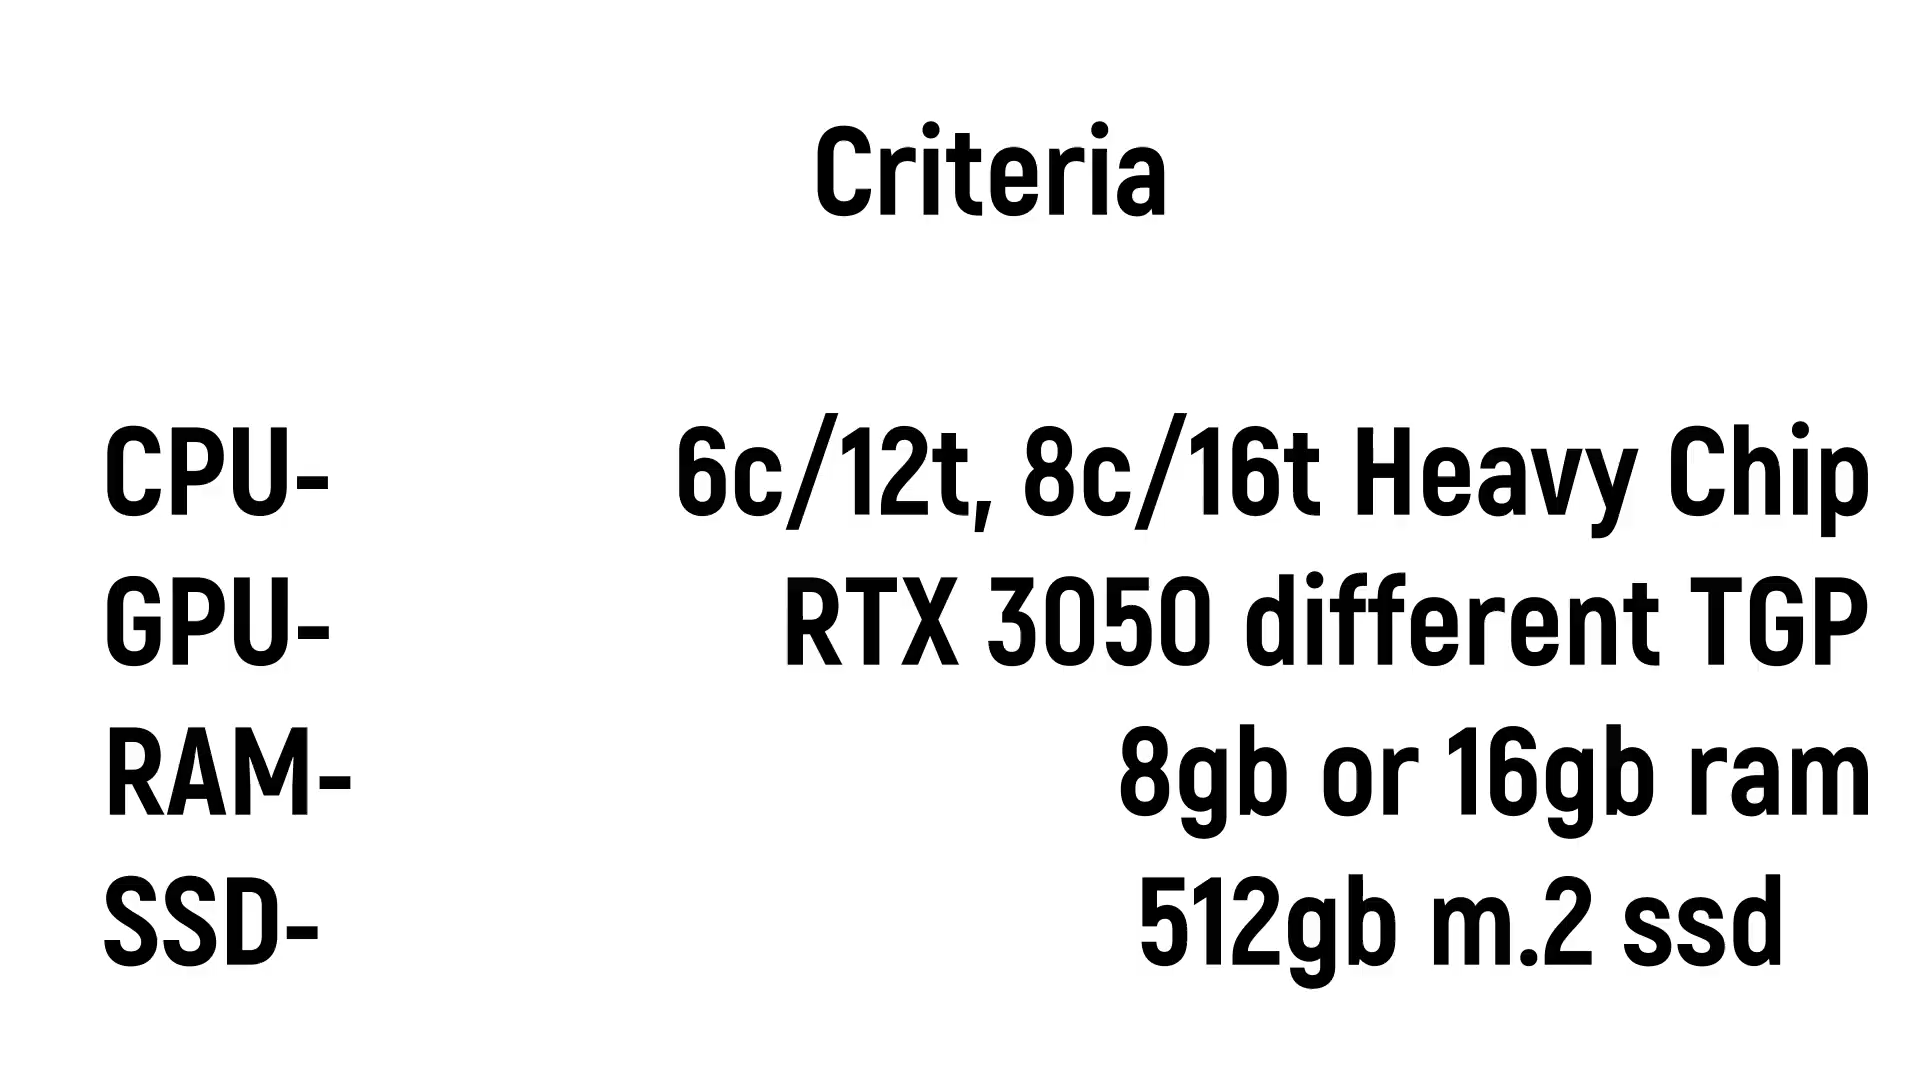 Criteria
CPU- 6c/12t, 8c/16t Heavy Chip
GPU- RTX 3050 different TGP
RAM- 8gb or 16gb ram
SSD- 512gb m.2 ssd